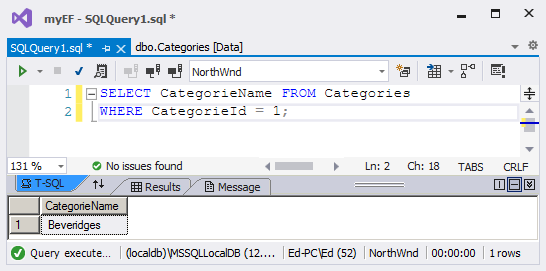 myEF - SQLQuery1.sql *
SQLQuery1.sql * dbo.Categories [Data]
NorthWnd
1 SELECT CategorieName FROM Categories
2 WHERE CategorieId = 1;
131 % No issues found Ln: 2 Ch: 18 TABS CRLF
T-SQL Results Message
CategorieName
1 Beveridges
Query execute... (localdb)\MSSQLLocalDB (12.... Ed-PC\Ed (52) NorthWnd 00:00:00 1 rows